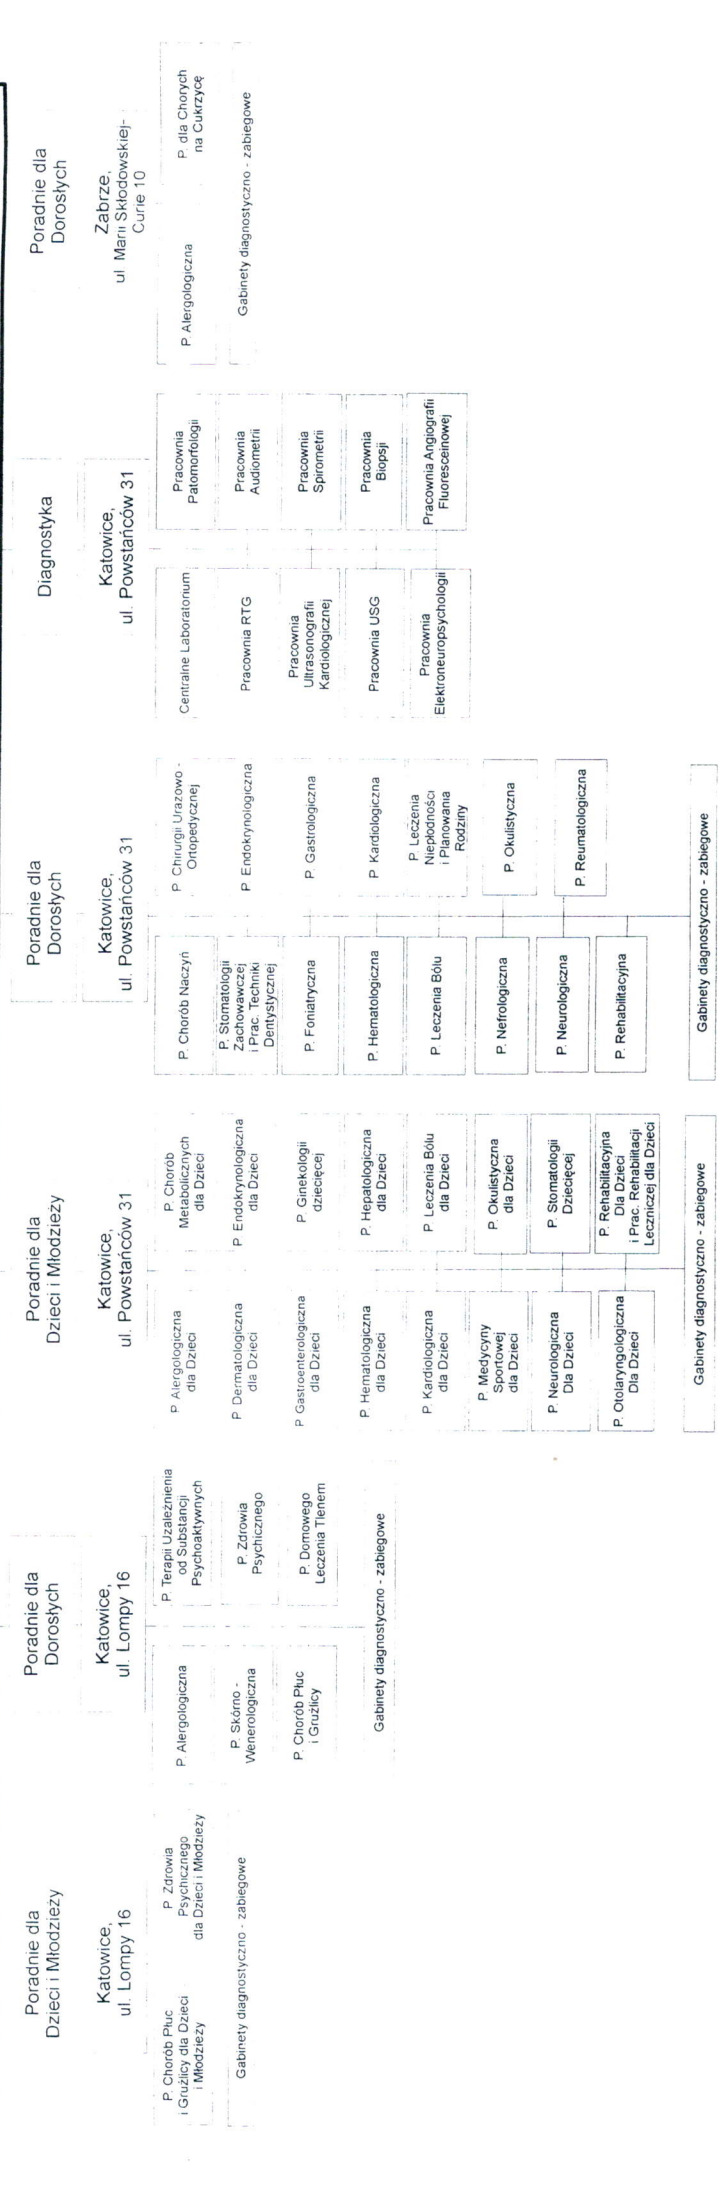 Poradnie dla
Dzieci i Młodzieży
Katowice,
ul. Lompy 16
P. Chorób Płuc
i Gruźlicy dla Dzieci
i Młodzieży
P Zdrowia
Psychicznego
dla Dzieci i Młodzieży
Gabinety diagnostyczno - zabiegowe
Poradnie dla
Dorosłych
Katowice,
ul. Lompy 16
P. Alergologiczna
P. Terapii Uzależnienia
od Substancji
Psychoaktywnych
P. Skórno -
Wenerologiczna
P. Zdrowia
Psychicznego
P. Chorób Płuc
i Gruźlicy
P. Domowego
Leczenia Tlenem
Gabinety diagnostyczno - zabiegowe
Poradnie dla
Dzieci i Młodzieży
Katowice,
ul. Powstańców 31
P Alergologiczna
dla Dzieci
P. Chorób
Metabolicznych
dla Dzieci
P Dermatologiczna
dla Dzieci
P Endokrynologiczna
dla Dzieci
P Gastroenterologiczna
dla Dzieci
P. Ginekologii
dziecięcej
P. Hematologiczna
dla Dzieci
P. Hepatologiczna
dla Dzieci
P. Kardiologiczna
dla Dzieci
P Leczenia Bólu
dla Dzieci
P. Medycyny
Sportowej
dla Dzieci
P. Okulistyczna
dla Dzieci
P. Neurologiczna
Dla Dzieci
P. Stomatologii
Dziecięcej
P. Otolaryngologiczna
Dla Dzieci
P. Rehabilitacyjna
Dla Dzieci
i Prac. Rehabilitacji
Leczniczej dla Dzieci
Gabinety diagnostyczno - zabiegowe
Poradnie dla
Dorosłych
Katowice,
ul. Powstańców 31
P. Chorób Naczyń
P Chirurgii Urazowo -
Ortopedycznej
P. Stomatologii
Zachowawczej
i Prac. Techniki
Dentystycznej
P Endokrynologiczna
P. Foniatryczna
P. Gastrologiczna
P. Hematologiczna
P Kardiologiczna
P. Leczenia Bólu
P. Leczenia
Niepłodności
i Planowania
Rodziny
P. Nefrologiczna
P. Okulistyczna
P. Neurologiczna
P. Reumatologiczna
P. Rehabilitacyjna
Gabinety diagnostyczno - zabiegowe
Diagnostyka
Katowice,
ul. Powstańców 31
Centralne Laboratorium
Pracownia
Patomorfologii
Pracownia RTG
Pracownia
Audiometrii
Pracownia
Ultrasonografii
Kardiologicznej
Pracownia
Spirometrii
Pracownia USG
Pracownia
Biopsji
Pracownia
Elektroneuropsychologii
Pracownia Angiografii
Fluoresceinowej
Poradnie dla
Dorosłych
Zabrze,
ul Marii Skłodowskiej-
Curie 10
P. Alergologiczna
P. dla Chorych
na Cukrzycę
Gabinety diagnostyczno - zabiegowe